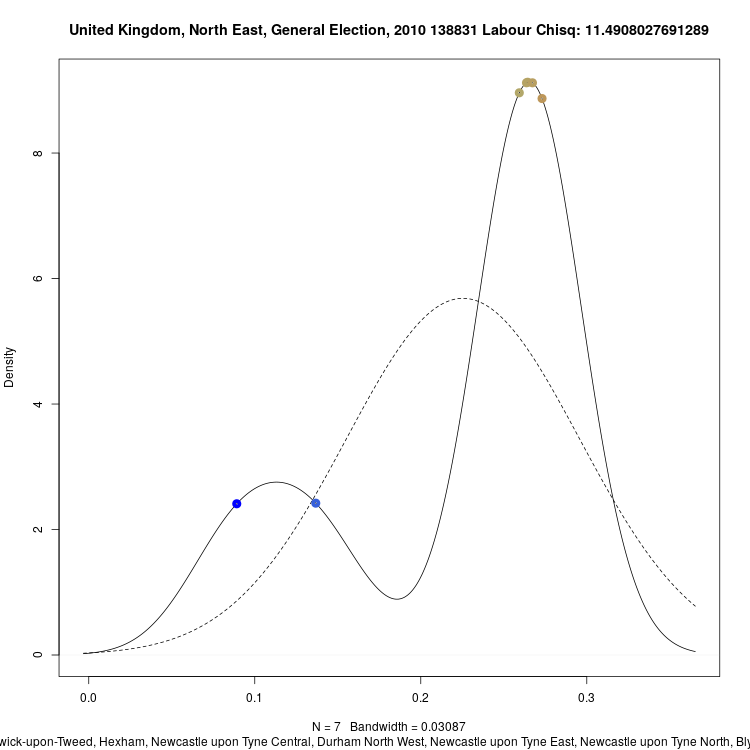 United Kingdom, North East, General Election, 2010 138831 Labour Chisq: 11.4908027691289
Density
8
6
4
2
0
0.0 0.1 0.2 0.3
N = 7 Bandwidth = 0.03087
wick-upon-Tweed, Hexham, Newcastle upon Tyne Central, Durham North West, Newcastle upon Tyne East, Newcastle upon Tyne North, Bly